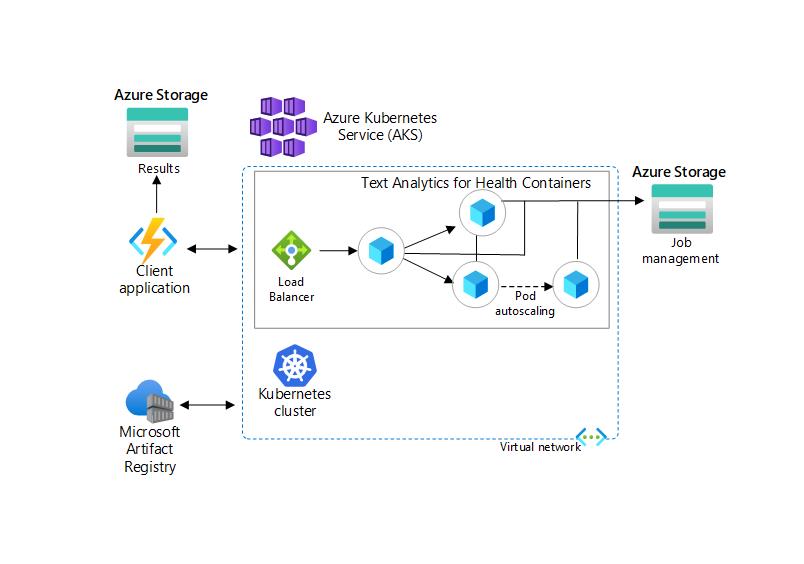 Azure Storage
Results
Azure Kubernetes
Service (AKS)
Azure Storage
Job
management
Text Analytics for Health Containers
Client
application
Load
Balancer
Pod
autoscaling
Kubernetes
cluster
Microsoft
Artifact
Registry
Virtual network